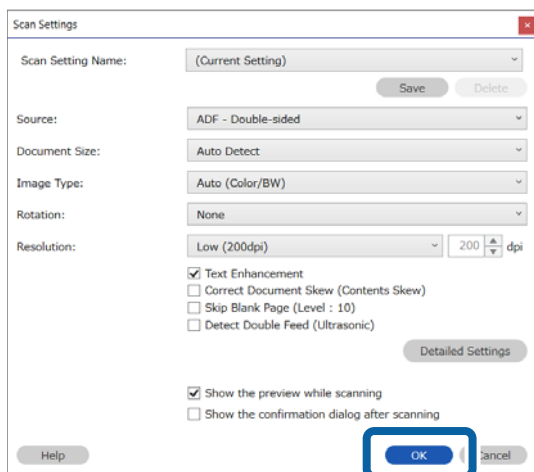 Scan Settings
Scan Setting Name: (Current Setting)
Save Delete
Source: ADF - Double-sided
Document Size: Auto Detect
Image Type: Auto (Color/BW)
Rotation: None
Resolution: Low (200dpi) 200 dpi
Text Enhancement
Correct Document Skew (Contents Skew)
Skip Blank Page (Level : 10)
Detect Double Feed (Ultrasonic)
Detailed Settings
Show the preview while scanning
Show the confirmation dialog after scanning
Help OK Cancel